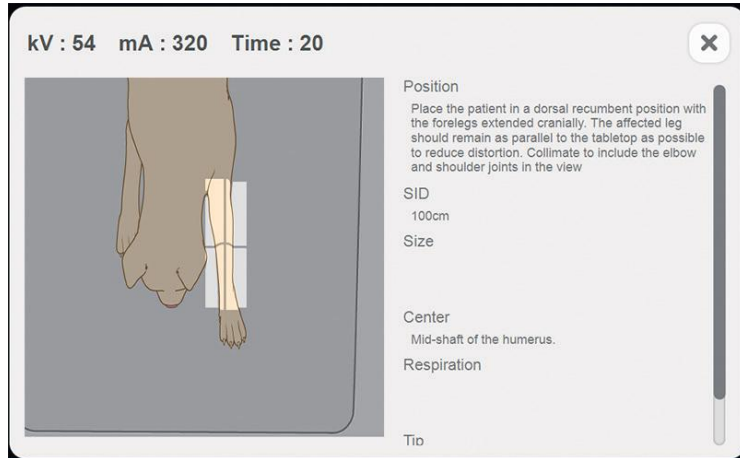 kV : 54 mA : 320 Time : 20
Position
Place the patient in a dorsal recumbent position with
the forelegs extended cranially. The affected leg
should remain as parallel to the tabletop as possible
to reduce distortion. Collimate to include the elbow
and shoulder joints in the view
SID
100cm
Size
Center
Mid-shaft of the humerus.
Respiration
Tip